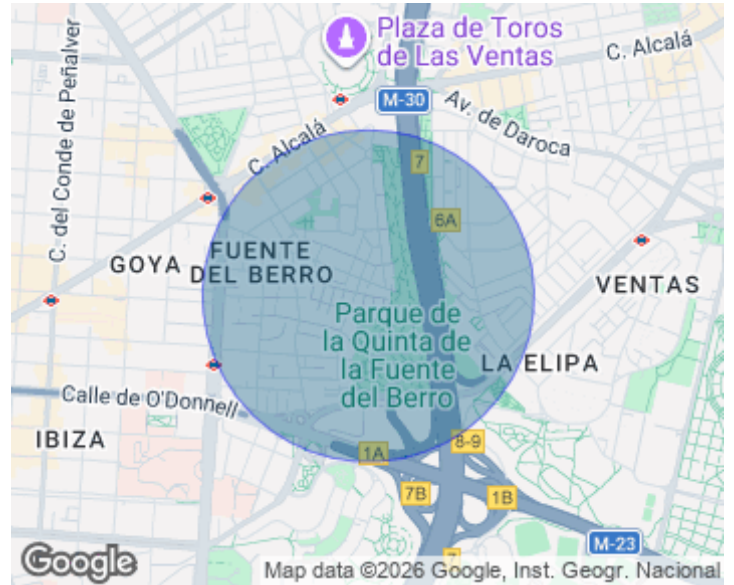 Plaza de Toros
de Las Ventas
C. Alcalá
M-30
Av. de Daroca
C. del Conde de Peñalver
C. Alcalá
7
6A
GOYA
FUENTE
DEL BERRO
VENTAS
Parque de
la Quinta de
la Fuente
del Berro
LA ELIPA
Calle de O'Donnell
IBIZA
1A
8-9
7B
1B
M-23
7
Google
Map data ©2026 Google, Inst. Geogr. Nacional